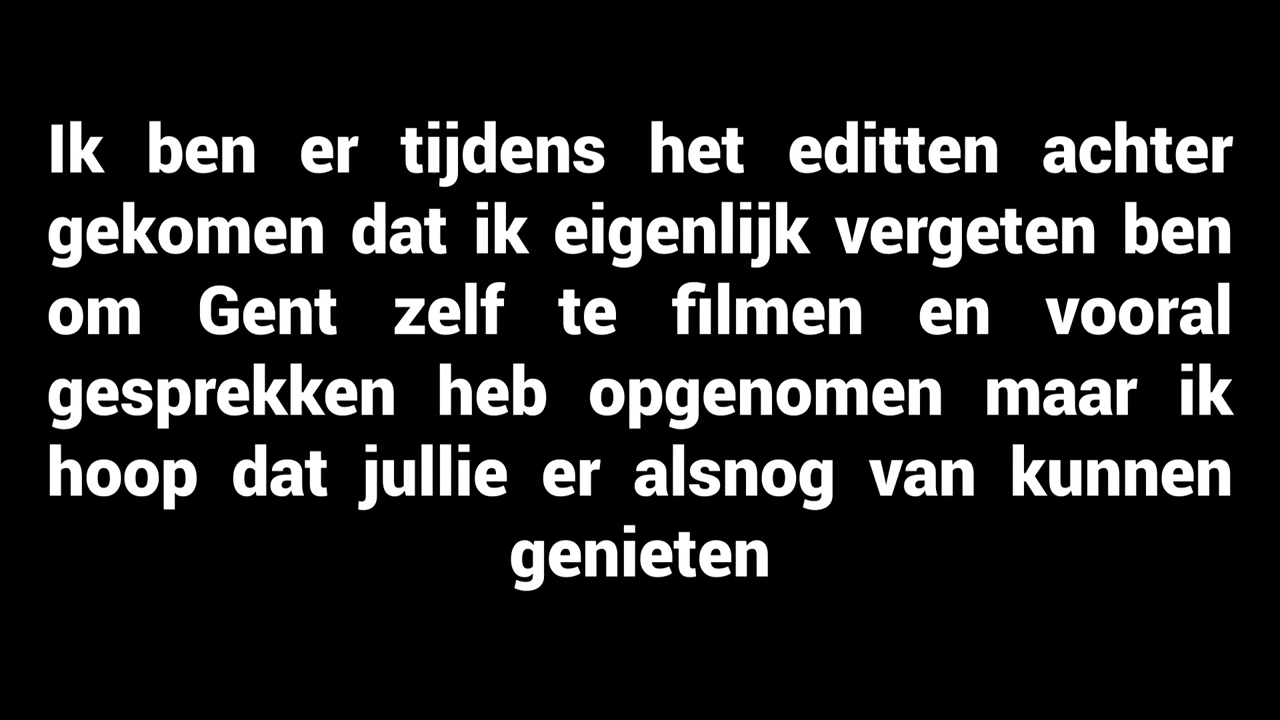 Ik ben er tijdens het editten achter
gekomen dat ik eigenlijk vergeten ben
om Gent zelf te filmen en vooral
gesprekken heb opgenomen maar ik
hoop dat jullie er alsnog van kunnen
genieten